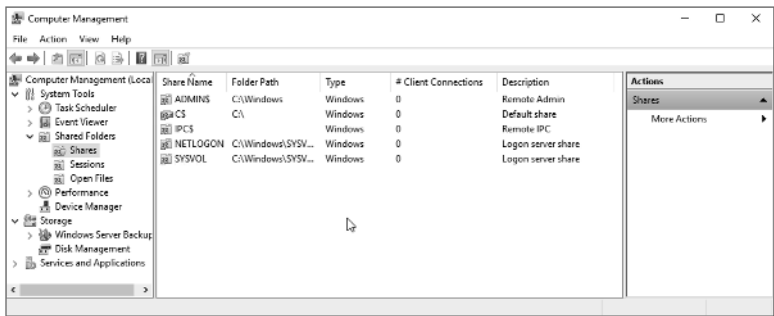 Computer Management
File Action View Help
Computer Management (Local
System Tools
Task Scheduler
Event Viewer
Shared Folders
Shares
Sessions
Open Files
Performance
Device Manager
Storage
Windows Server Backup
Disk Management
Services and Applications
Share Name Folder Path Type # Client Connections Description
ADMIN$ C:\Windows Windows 0 Remote Admin
C$ C:\ Windows 0 Default share
IPC$ Windows 0 Remote IPC
NETLOGON C:\Windows\SYSV... Windows 0 Logon server share
SYSVOL C:\Windows\SYSV... Windows 0 Logon server share
Actions
Shares
More Actions